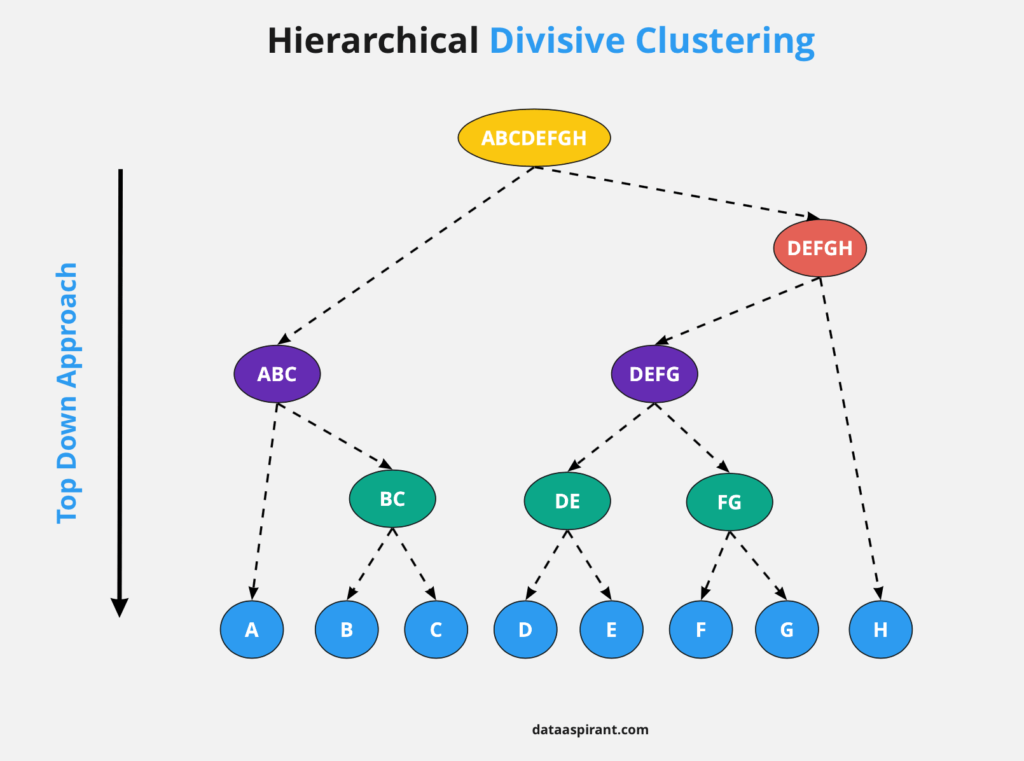 Hierarchical Divisive Clustering
ABCDEFGH
DEFGH
Top Down Approach
ABC
DEFG
BC
DE
FG
A
B
C
D
E
F
G
H
dataaspirant.com